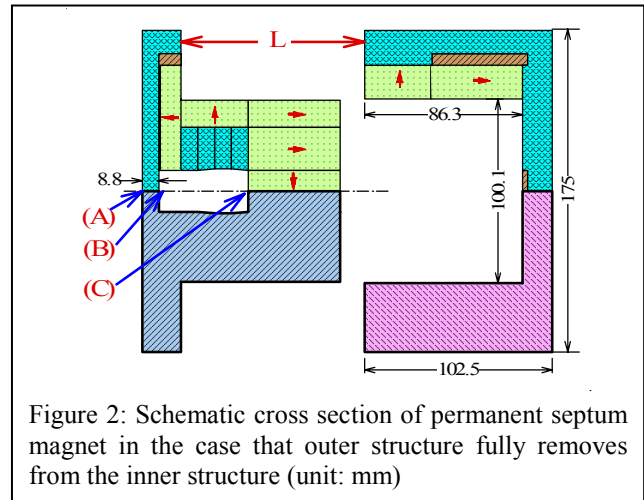 L
86.3
8.8
100.1
175
(A)
(B)
(C)
102.5
Figure 2: Schematic cross section of permanent septum
magnet in the case that outer structure fully removes
from the inner structure (unit: mm)